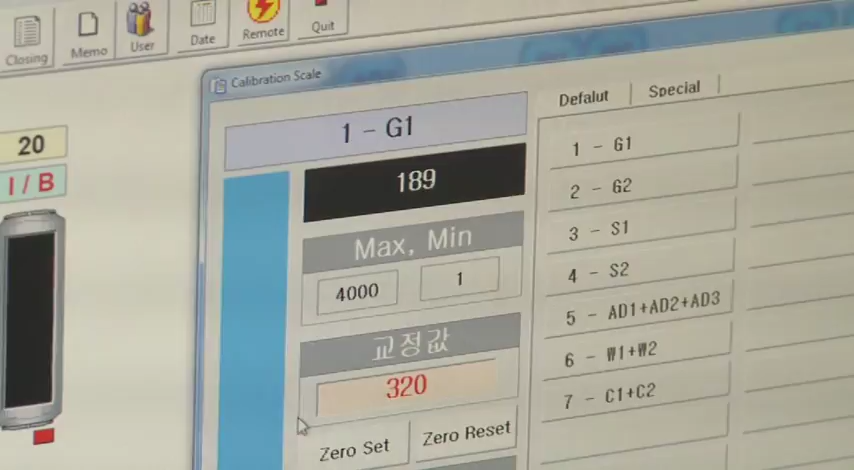 Closing
Memo
User
Date
Remote
Quit
Calibration Scale
20
I / B
1 - G1
189
Max, Min
4000
1
교정값
320
Zero Set
Zero Reset
Defalut
Special
1 - G1
2 - G2
3 - S1
4 - S2
5 - AD1+AD2+AD3
6 - W1+W2
7 - C1+C2